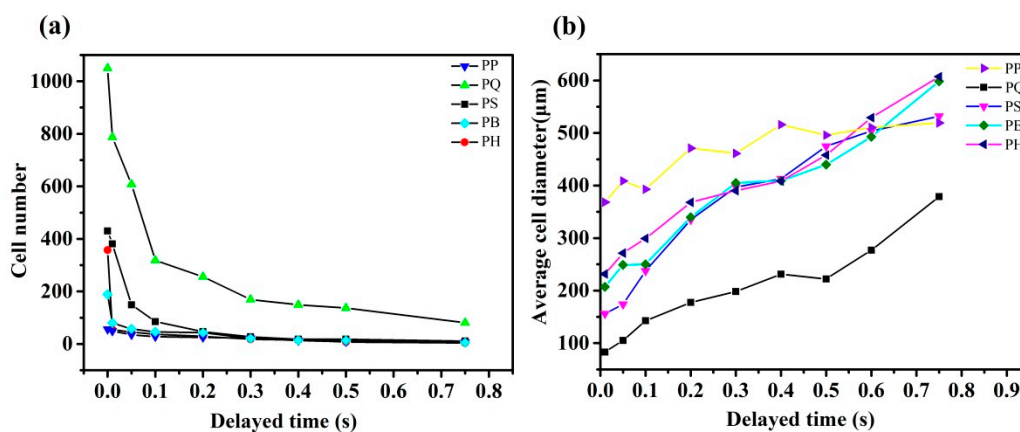 (a)
1000
800
600
400
200
0
Cell number
0.0 0.1 0.2 0.3 0.4 0.5 0.6 0.7 0.8
Delayed time (s)
PP
PQ
PS
PB
PH
(b)
600
500
400
300
200
100
Average cell diameter(μm)
0.0 0.1 0.2 0.3 0.4 0.5 0.6 0.7 0.8 0.9
Delayed time (s)
PP
PQ
PS
PB
PH